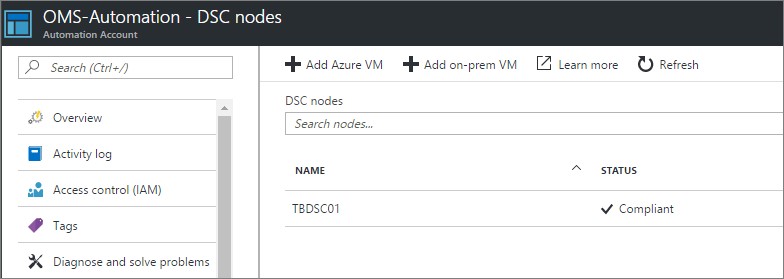 OMS-Automation - DSC nodes
Automation Account
Search (Ctrl+/)
Overview
Activity log
Access control (IAM)
Tags
Diagnose and solve problems
Add Azure VM Add on-prem VM Learn more Refresh
DSC nodes
Search nodes...
NAME STATUS
TBDSC01 Compliant